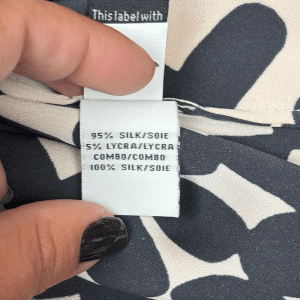 This label with
95% SILK/SOIE
5% LYCRA/LYCRA
COMBO/COMBO
100% SILK/SOIE